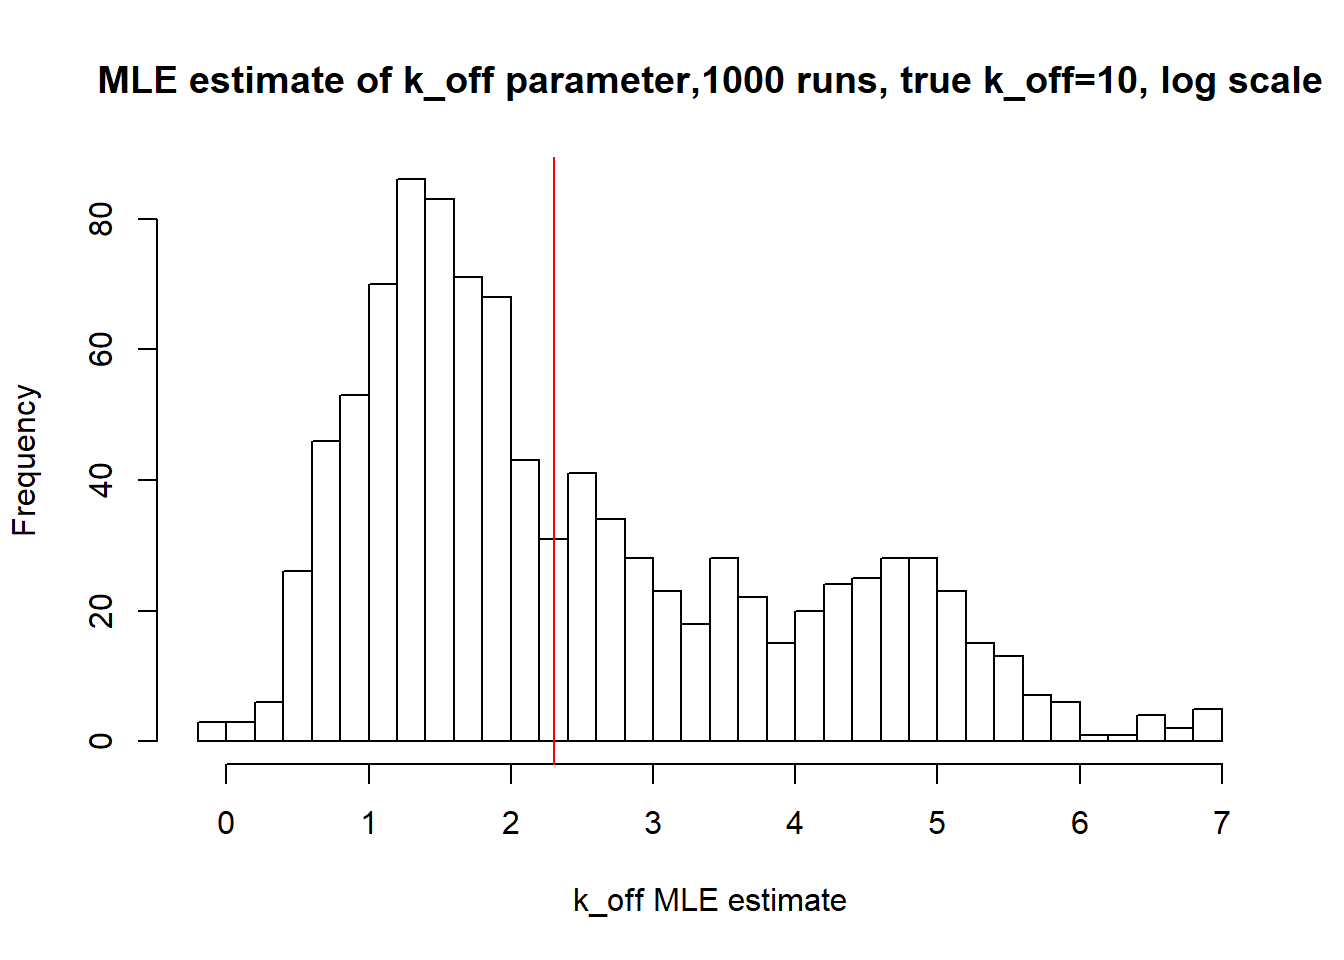 MLE estimate of k_off parameter,1000 runs, true k_off=10, log scale
Frequency
80
60
40
20
0
0 1 2 3 4 5 6 7
k_off MLE estimate